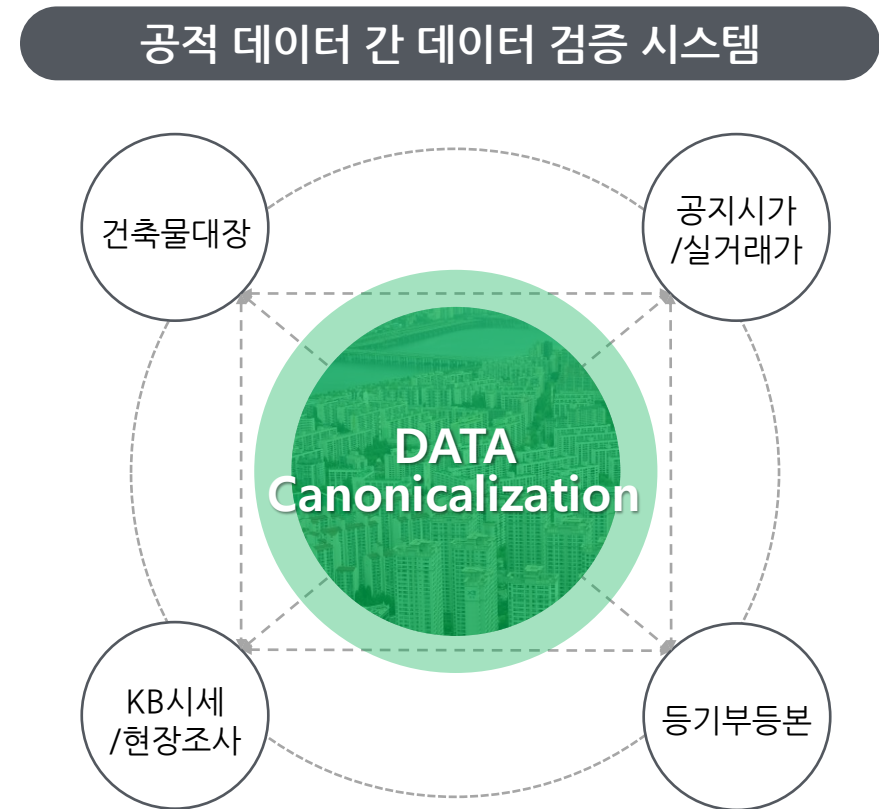 공적 데이터 간 데이터 검증 시스템
건축물대장
공지시가
/실거래가
DATA
Canonicalization
KB시세
/현장조사
등기부등본